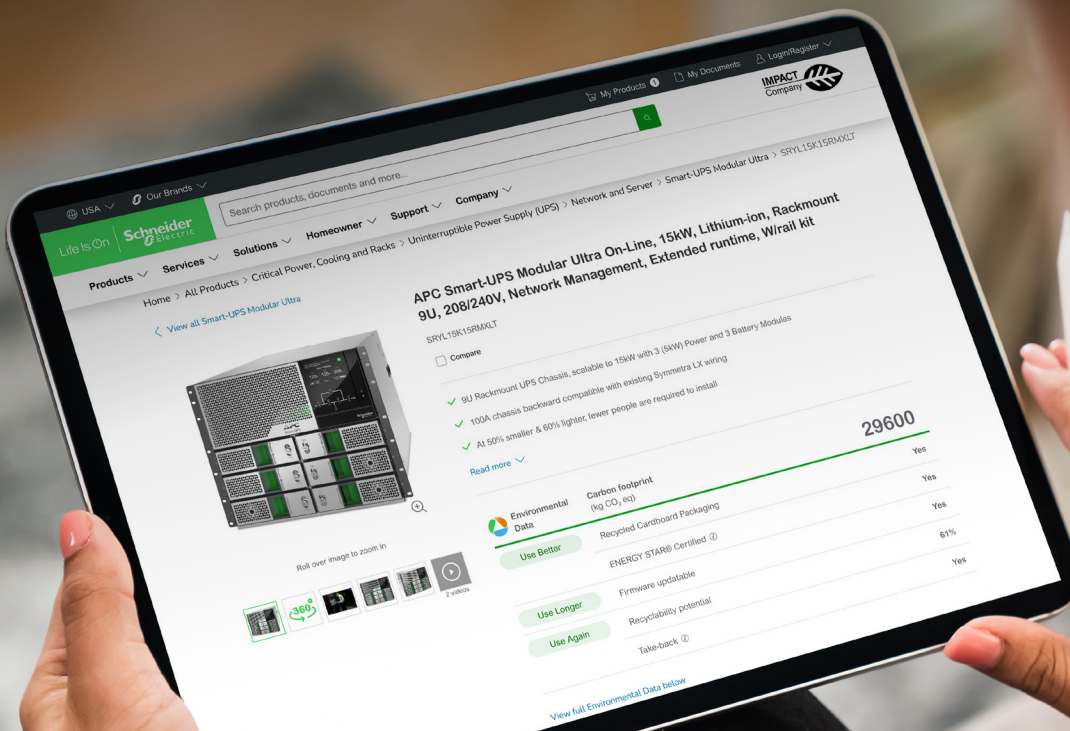 USA
Our Brands
My Products 1
My Documents
Login/Register
Life Is On
Schneider
Electric
Search products, documents and more...
IMPACT
Company
Products
Services
Solutions
Homeowner
Support
Company
Home > All Products > Critical Power, Cooling and Racks > Uninterruptible Power Supply (UPS) > Network and Server > Smart-UPS Modular Ultra > SRYL15K15RMXLT
View all Smart-UPS Modular Ultra
APC Smart-UPS Modular Ultra On-Line, 15kW, Lithium-ion, Rackmount
9U, 208/240V, Network Management, Extended runtime, W/rail kit
SRYL15K15RMXLT
Compare
9U Rackmount UPS Chassis, scalable to 15kW with 3 (5kW) Power and 3 Battery Modules
100A chassis backward compatible with existing Symmetra LX wiring
At 50% smaller & 60% lighter, fewer people are required to install
Read more
APC
Roll over image to zoom in
360°
2 videos
Environmental
Data
Carbon footprint
(kg CO₂ eq)
29600
Use Better
Recycled Cardboard Packaging
Yes
ENERGY STAR® Certified
Yes
Use Longer
Firmware updatable
Yes
Use Again
Recyclability potential
61%
Take-back
Yes
View full Environmental Data below